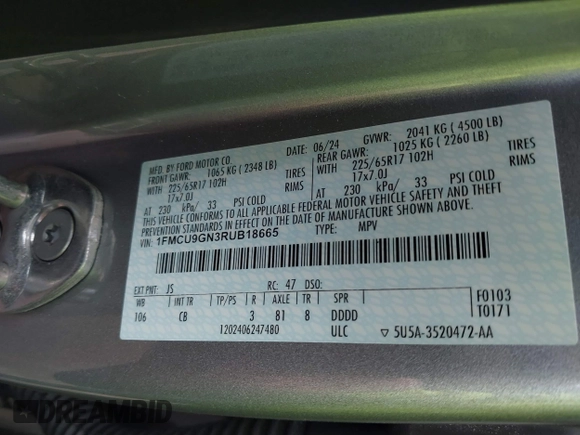 MFD. BY FORD MOTOR CO.
DATE: 06/24 GVWR: 2041 KG ( 4500 LB)
FRONT GAWR: 1065 KG ( 2348 LB)
REAR GAWR: 1025 KG ( 2260 LB)
WITH 225/65R17 102H TIRES
WITH 225/65R17 102H TIRES
17x7.0J RIMS
17x7.0J RIMS
AT 230 kPa/ 33 PSI COLD
AT 230 kPa/ 33 PSI COLD
THIS VEHICLE CONFORMS TO ALL APPLICABLE FEDERAL MOTOR VEHICLE SAFETY AND THEFT
PREVENTION STANDARDS IN EFFECT ON THE DATE OF MANUFACTURE SHOWN ABOVE.
1FMCU9GN3RUB18665 TYPE: MPV
EXT PNT: JS RC: 47 DSO:
WB INT TR TP/PS R AXLE TR SPR
106 CB 3 81 8 DDDD
F0103
T0171
1202406247480 ULC ▽ 5U5A-3520472-AA
DREAMBID